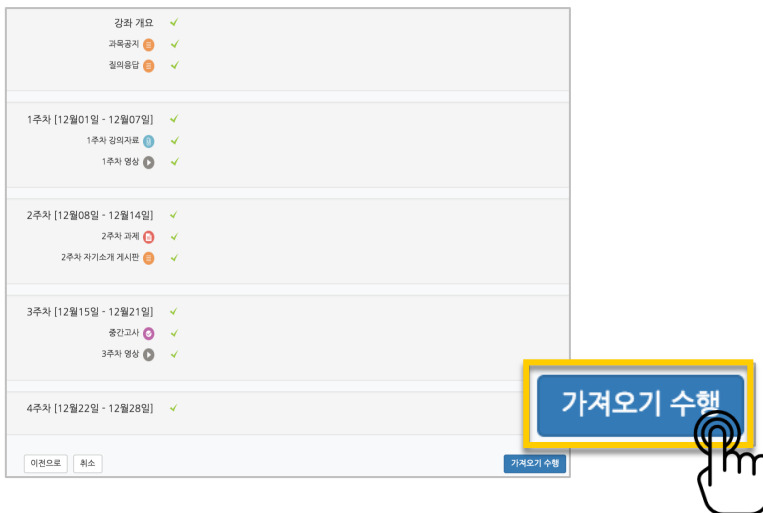 강좌 개요
과목공지
질의응답
1주차 [12월01일 - 12월07일]
1주차 강의자료
1주차 영상
2주차 [12월08일 - 12월14일]
2주차 과제
2주차 자기소개 게시판
3주차 [12월15일 - 12월21일]
중간고사
3주차 영상
4주차 [12월22일 - 12월28일]
이전으로 취소 가져오기 수행
가져오기 수행